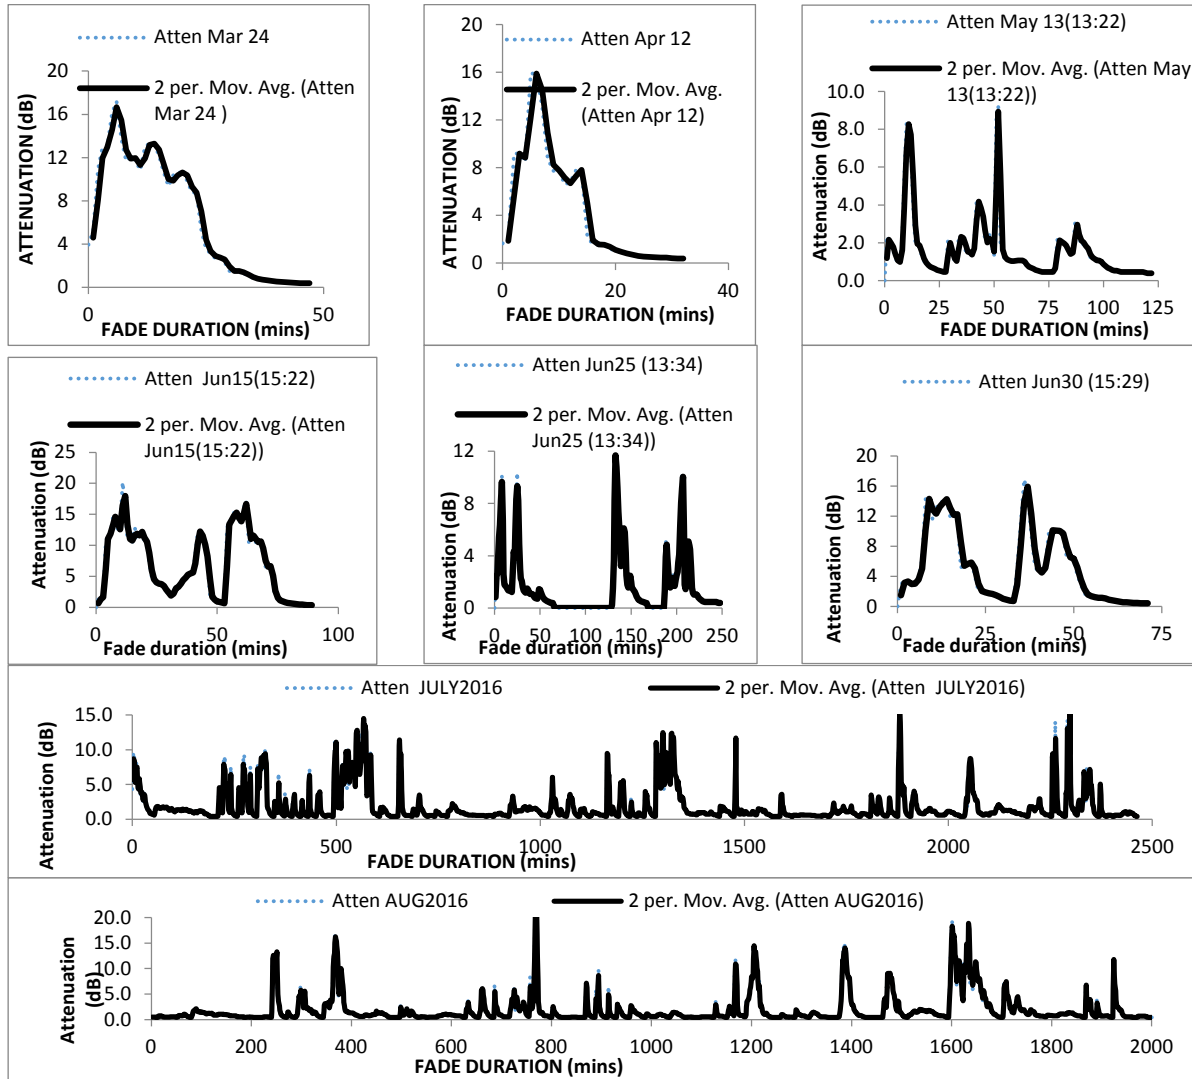 Atten Mar 24
2 per. Mov. Avg. (Atten
Mar 24 )
ATTENUATION (dB)
20
16
12
8
4
0
0
50
FADE DURATION (mins)
Atten Apr 12
2 per. Mov. Avg.
(Atten Apr 12)
ATTENUATION (dB)
20
16
12
8
4
0
0
20
40
FADE DURATION (mins)
Atten May 13(13:22)
2 per. Mov. Avg. (Atten May
13(13:22))
Attenuation (dB)
10.0
8.0
6.0
4.0
2.0
0.0
0 25 50 75 100 125
FADE DURATION (mins)
Atten Jun15(15:22)
2 per. Mov. Avg. (Atten
Jun15(15:22))
Attenuation (dB)
25
20
15
10
5
0
0 50 100
Fade duration (mins)
Atten Jun25 (13:34)
2 per. Mov. Avg. (Atten
Jun25 (13:34))
Attenuation (dB)
12
8
4
0
0 50 100 150 200 250
Fade duration (mins)
Atten Jun30 (15:29)
Attenuation (dB)
20
16
12
8
4
0
0 25 50 75
Fade duration (mins)
Atten JULY2016
2 per. Mov. Avg. (Atten JULY2016)
Attenuation (dB)
15.0
10.0
5.0
0.0
0 500 1000 1500 2000 2500
FADE DURATION (mins)
Atten AUG2016
2 per. Mov. Avg. (Atten AUG2016)
Attenuation
(dB)
20.0
15.0
10.0
5.0
0.0
0 200 400 600 800 1000 1200 1400 1600 1800 2000
FADE DURATION (mins)